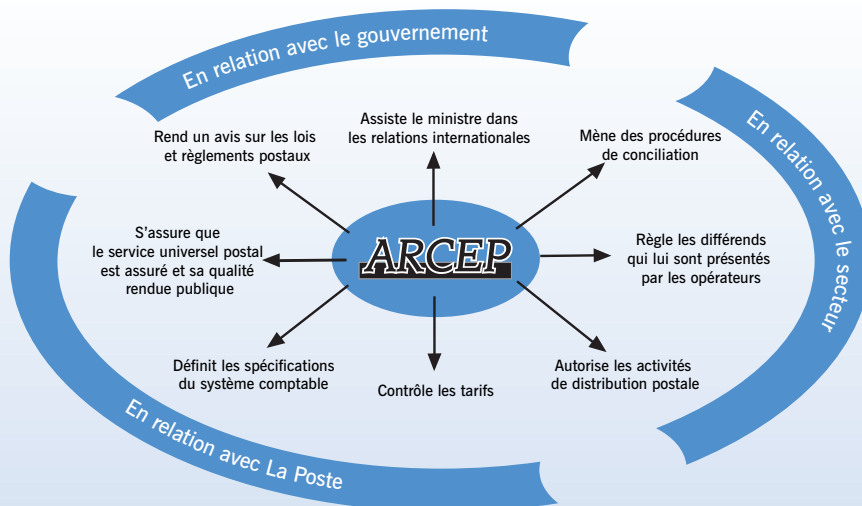 En relation avec le gouvernement
Assiste le ministre dans
les relations internationales
Rend un avis sur les lois
et règlements postaux
Mène des procédures
de conciliation
En relation avec le secteur
S'assure que
le service universel postal
est assuré et sa qualité
rendue publique
ARCEP
Règle les différends
qui lui sont présentés
par les opérateurs
Définit les spécifications
du système comptable
Contrôle les tarifs
Autorise les activités
de distribution postale
En relation avec La Poste